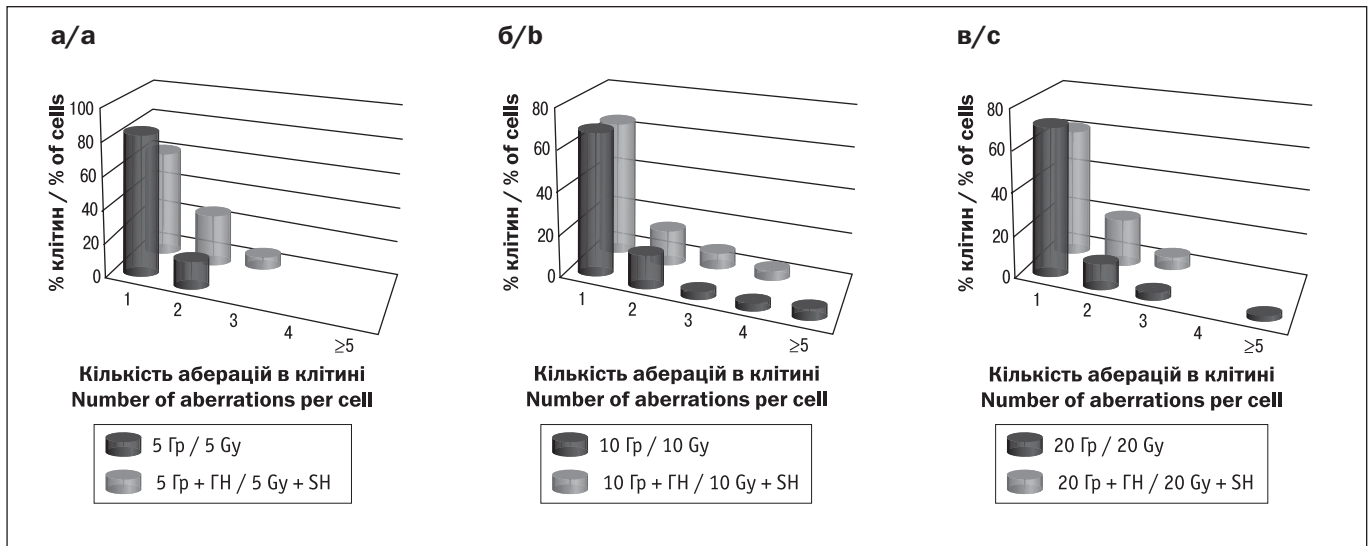 а/a
% клітин / % of cells
100
80
60
40
20
0
1
2
3
4
≥5
Кількість аберацій в клітині
Number of aberrations per cell
5 Гр / 5 Gy
5 Гр + ГН / 5 Gy + SH
б/b
% клітин / % of cells
80
60
40
20
0
1
2
3
4
≥5
Кількість аберацій в клітині
Number of aberrations per cell
10 Гр / 10 Gy
10 Гр + ГН / 10 Gy + SH
в/c
% клітин / % of cells
80
60
40
20
0
1
2
3
4
≥5
Кількість аберацій в клітині
Number of aberrations per cell
20 Гр / 20 Gy
20 Гр + ГН / 20 Gy + SH